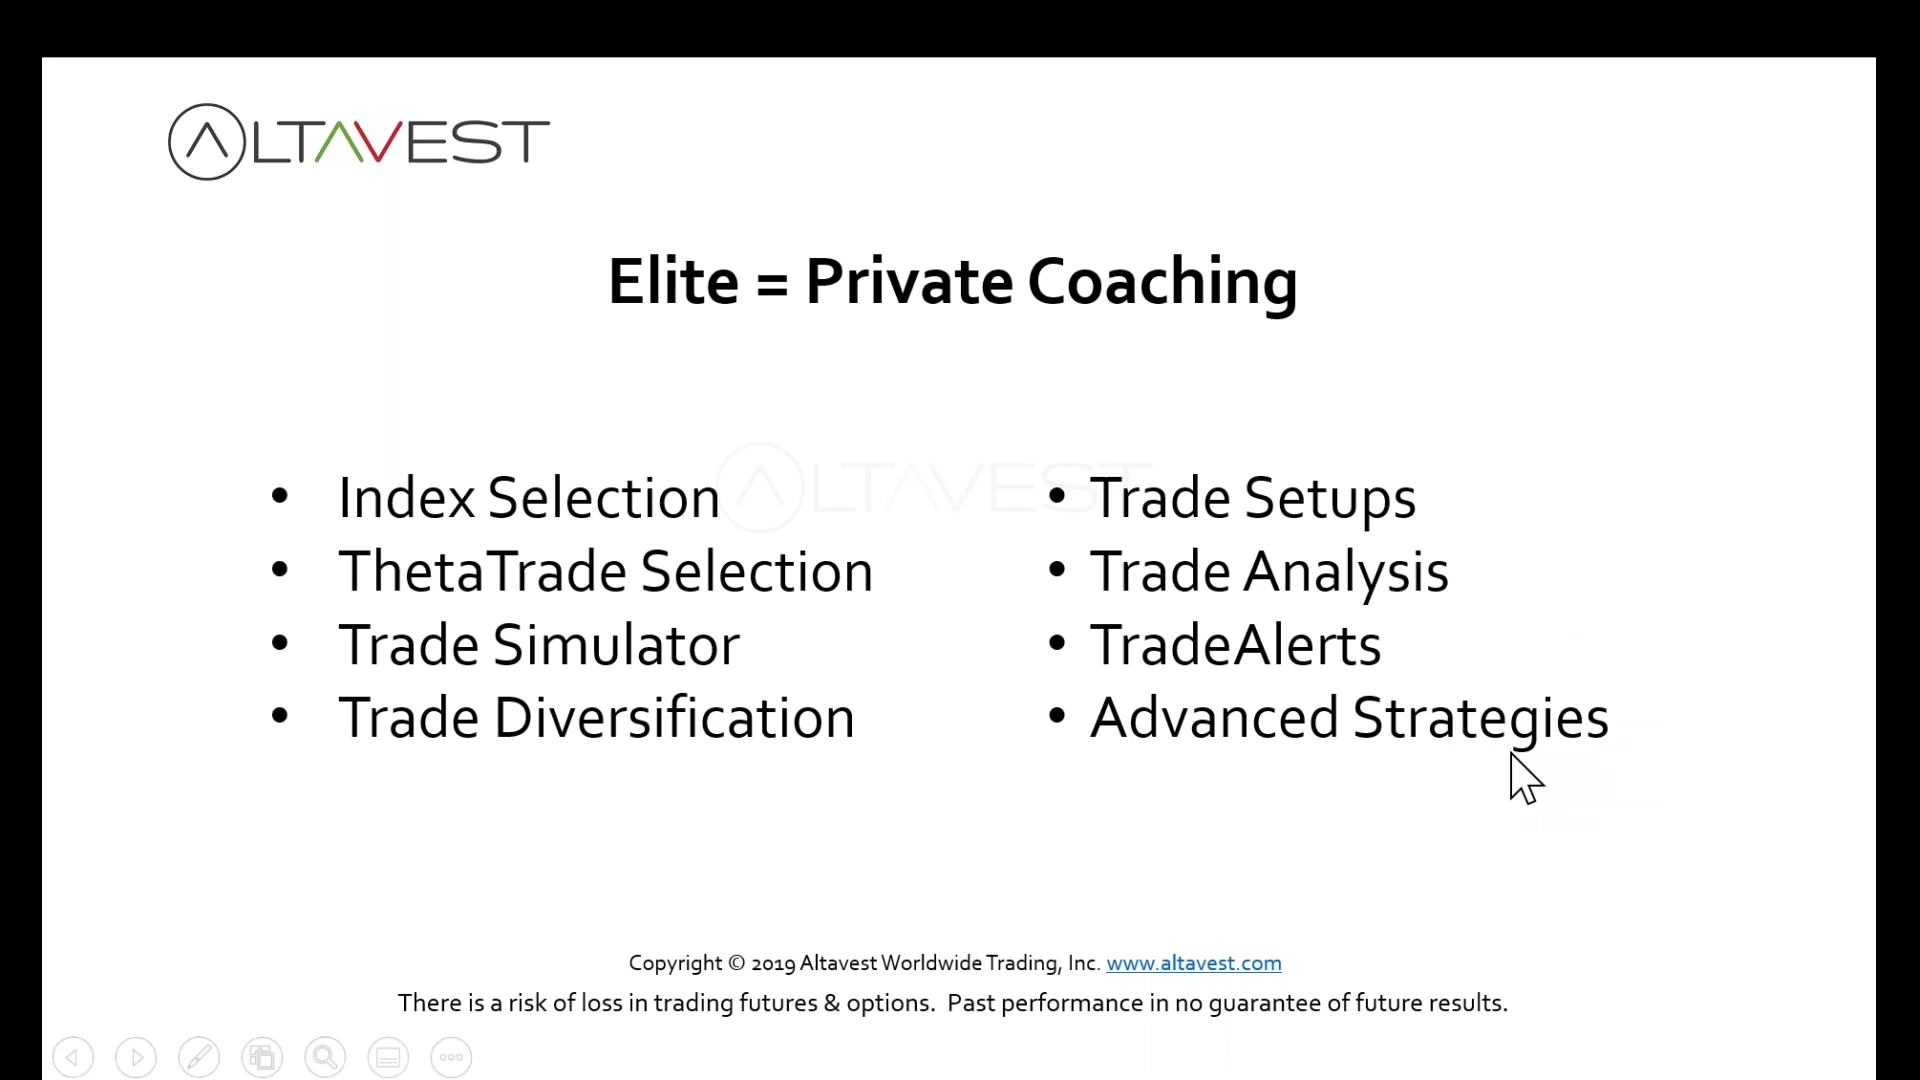 ALTAVEST
Elite = Private Coaching
ALTAVEST
• Index Selection
• ThetaTrade Selection
• Trade Simulator
• Trade Diversification
• Trade Setups
• Trade Analysis
• TradeAlerts
• Advanced Strategies
Copyright © 2019 Altavest Worldwide Trading, Inc. www.altavest.com
There is a risk of loss in trading futures & options. Past performance in no guarantee of future results.